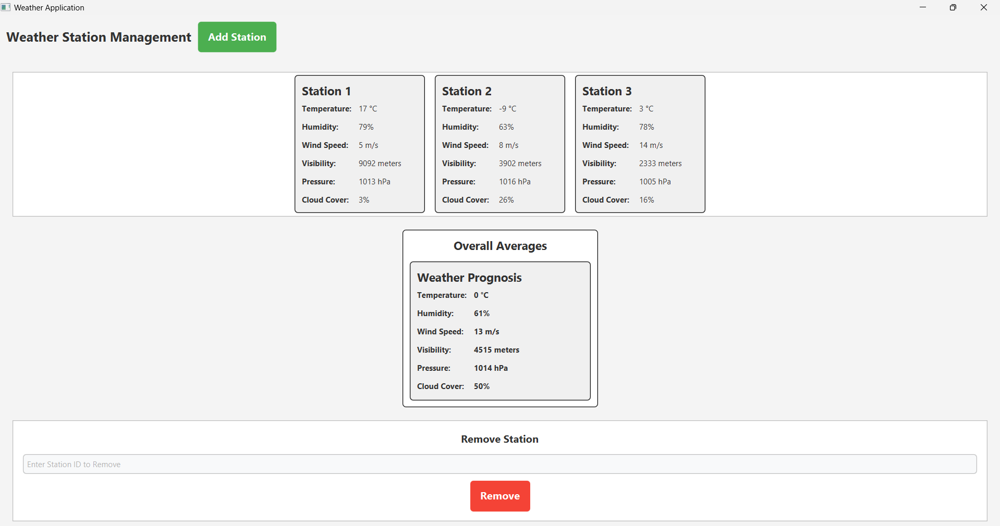 Weather Application
Weather Station Management
Add Station
Station 1
Temperature: 17 °C
Humidity: 79%
Wind Speed: 5 m/s
Visibility: 9092 meters
Pressure: 1013 hPa
Cloud Cover: 3%
Station 2
Temperature: -9 °C
Humidity: 63%
Wind Speed: 8 m/s
Visibility: 3902 meters
Pressure: 1016 hPa
Cloud Cover: 26%
Station 3
Temperature: 3 °C
Humidity: 78%
Wind Speed: 14 m/s
Visibility: 2333 meters
Pressure: 1005 hPa
Cloud Cover: 16%
Overall Averages
Weather Prognosis
Temperature: 0 °C
Humidity: 61%
Wind Speed: 13 m/s
Visibility: 4515 meters
Pressure: 1014 hPa
Cloud Cover: 50%
Remove Station
Enter Station ID to Remove
Remove